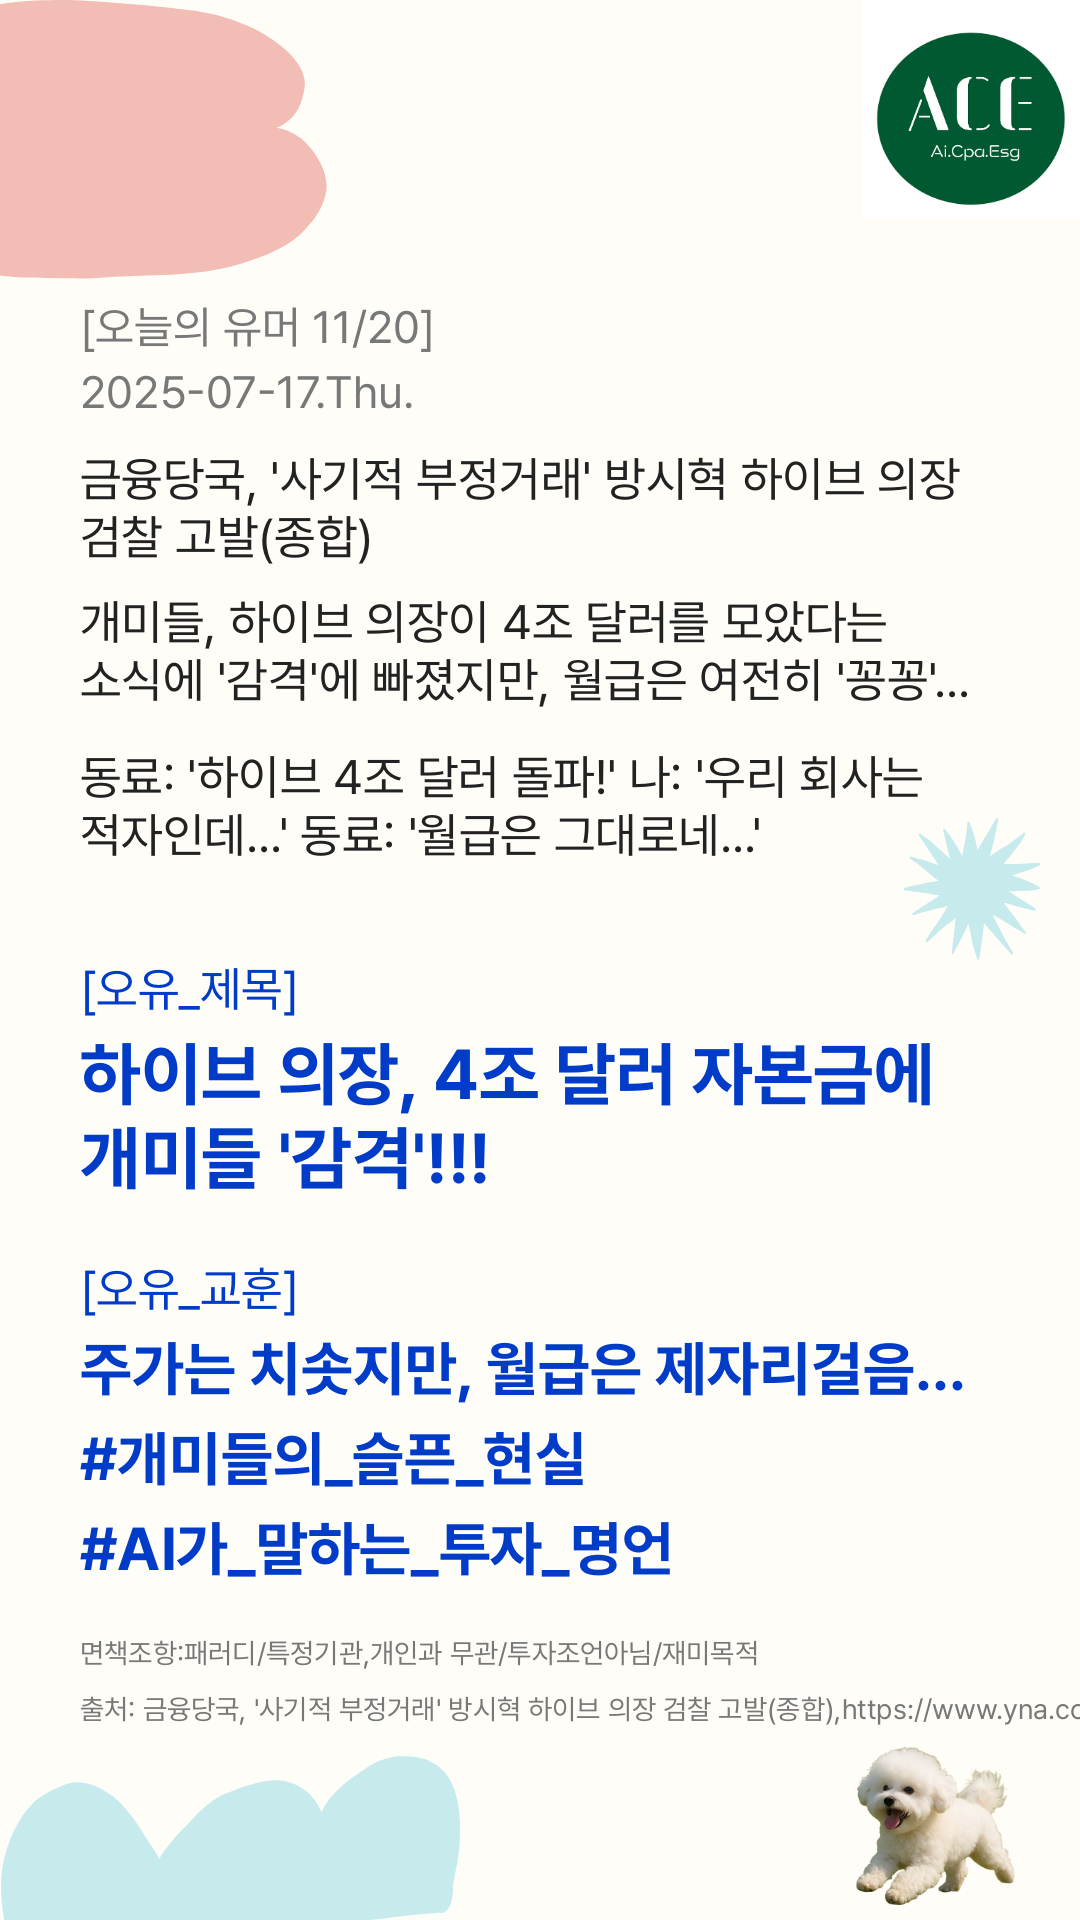 ACE
Ai.Cpa.Esg
[오늘의 유머 11/20]
2025-07-17.Thu.
금융당국, '사기적 부정거래' 방시혁 하이브 의장
검찰 고발(종합)
개미들, 하이브 의장이 4조 달러를 모았다는
소식에 '감격'에 빠졌지만, 월급은 여전히 '꽁꽁'...
동료: '하이브 4조 달러 돌파!' 나: '우리 회사는
적자인데...' 동료: '월급은 그대로네...'
[오유_제목]
하이브 의장, 4조 달러 자본금에
개미들 '감격'!!!
[오유_교훈]
주가는 치솟지만, 월급은 제자리걸음...
#개미들의_슬픈_현실
#AI가_말하는_투자_명언
면책조항:패러디/특정기관,개인과 무관/투자조언아님/재미목적
출처: 금융당국, '사기적 부정거래' 방시혁 하이브 의장 검찰 고발(종합),https://www.yna.co